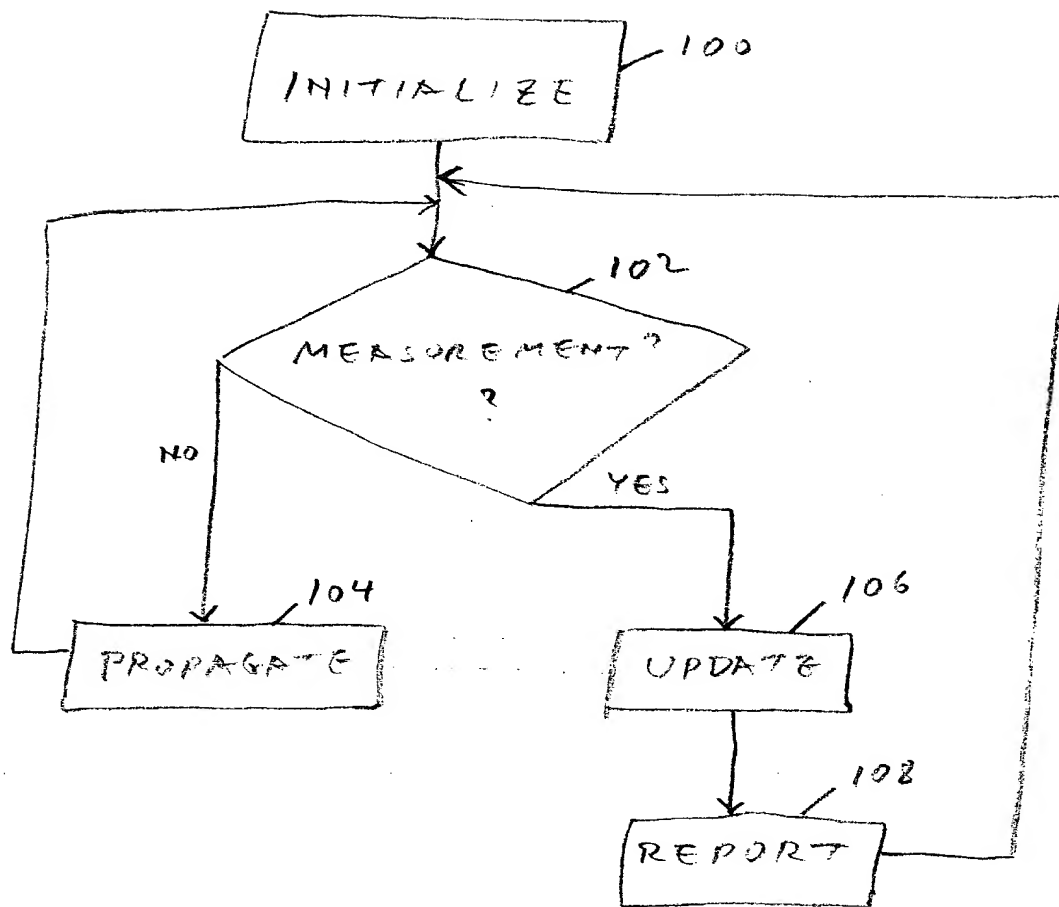 100
INITIALIZE
102
MEASUREMENT?
?
NO
YES
104
PROPAGATE
106
UPDATE
108
REPORT